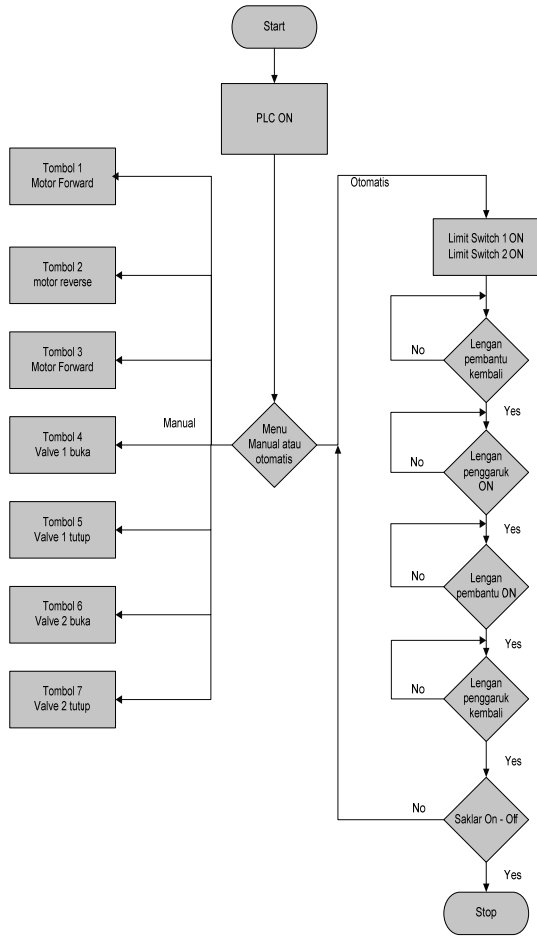 Start
PLC ON
Tombol 1
Motor Forward
Tombol 2
motor reverse
Tombol 3
Motor Forward
Tombol 4
Valve 1 buka
Tombol 5
Valve 1 tutup
Tombol 6
Valve 2 buka
Tombol 7
Valve 2 tutup
Manual
Menu
Manual atau
otomatis
Otomatis
Limit Switch 1 ON
Limit Switch 2 ON
Lengan
pembantu
kembali
No
Yes
Lengan
penggaruk
ON
No
Yes
Lengan
pembantu ON
No
Yes
Lengan
penggaruk
kembali
No
Yes
Saklar On - Off
No
Yes
Stop